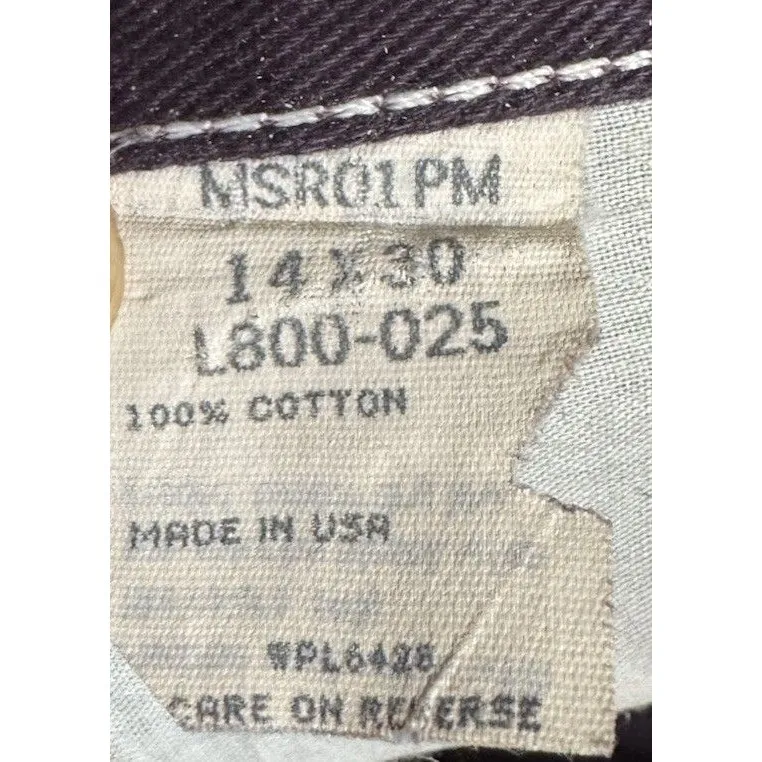 MSR01PM
14 X 30
L800-025
100% COTTON
MADE IN USA
WPL6428
CARE ON REVERSE